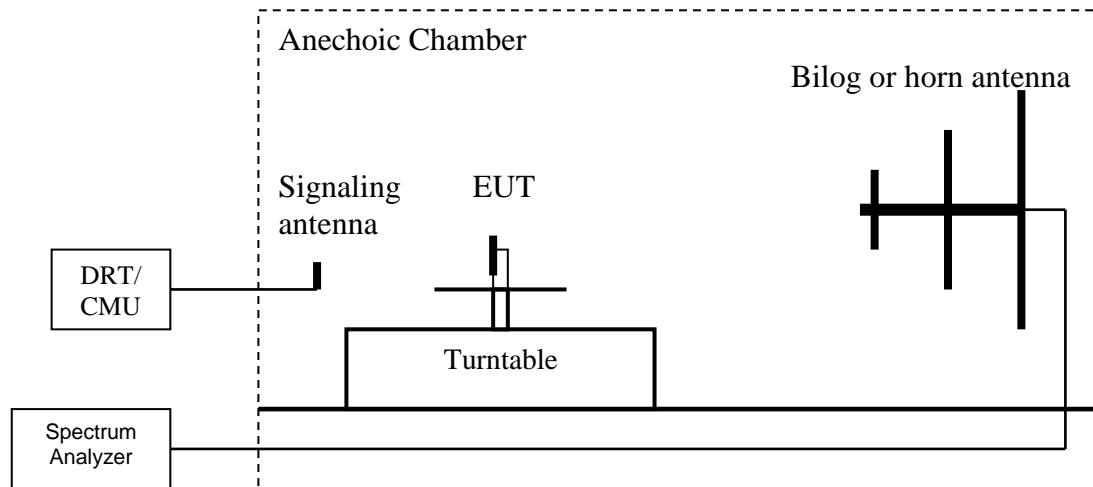 Anechoic Chamber
Bilog or horn antenna
Signaling
antenna
EUT
DRT/
CMU
Turntable
Spectrum
Analyzer